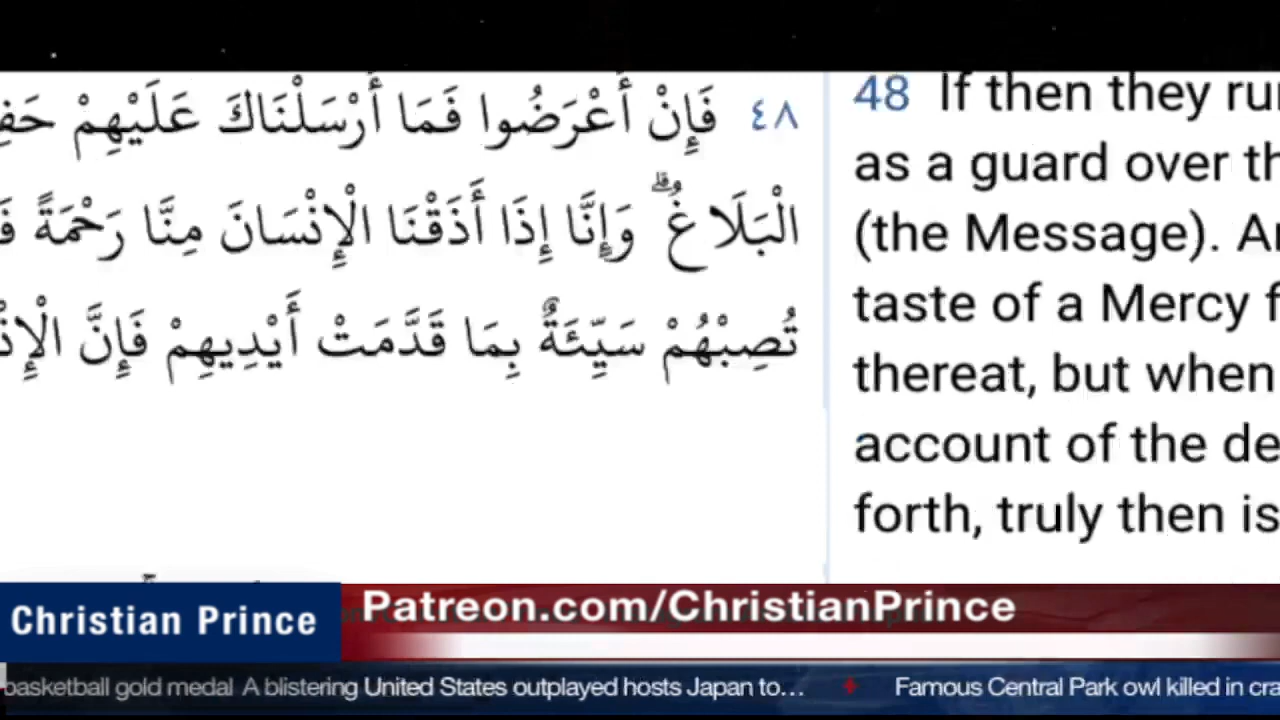 ٤٨ فَإِنْ أَعْرَضُوا فَمَا أَرْسَلْنَاكَ عَلَيْهِمْ
الْبَلَاغُ ۗ وَإِنَّا إِذَا أَذَقْنَا الْإِنْسَانَ مِنَّا رَحْمَةً
تُصِبْهُمْ سَيِّئَةٌ بِمَا قَدَّمَتْ أَيْدِيهِمْ فَإِنَّ
48 If then they
as a guard over
(the Message).
taste of a Mercy
thereat, but when
account of the
forth, truly then is
Christian Prince
Patreon.com/ChristianPrince
basketball gold medal A blistering United States outplayed hosts Japan to... Famous Central Park owl killed in